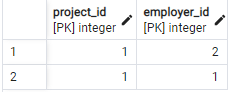 project_id employer_id
[PK] integer [PK] integer
1 1 2
2 1 1